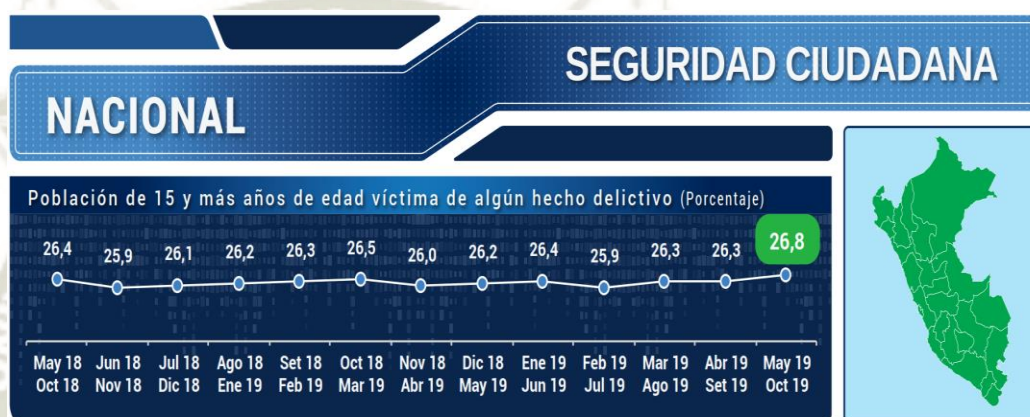 SEGURIDAD CIUDADANA
NACIONAL
Población de 15 y más años de edad víctima de algún hecho delictivo (Porcentaje)
26,4 25,9 26,1 26,2 26,3 26,5 26,0 26,2 26,4 25,9 26,3 26,3 26,8
May 18 Jun 18 Jul 18 Ago 18 Set 18 Oct 18 Nov 18 Dic 18 Ene 19 Feb 19 Mar 19 Abr 19 May 19
Oct 18 Nov 18 Dic 18 Ene 19 Feb 19 Mar 19 Abr 19 May 19 Jun 19 Jul 19 Ago 19 Set 19 Oct 19